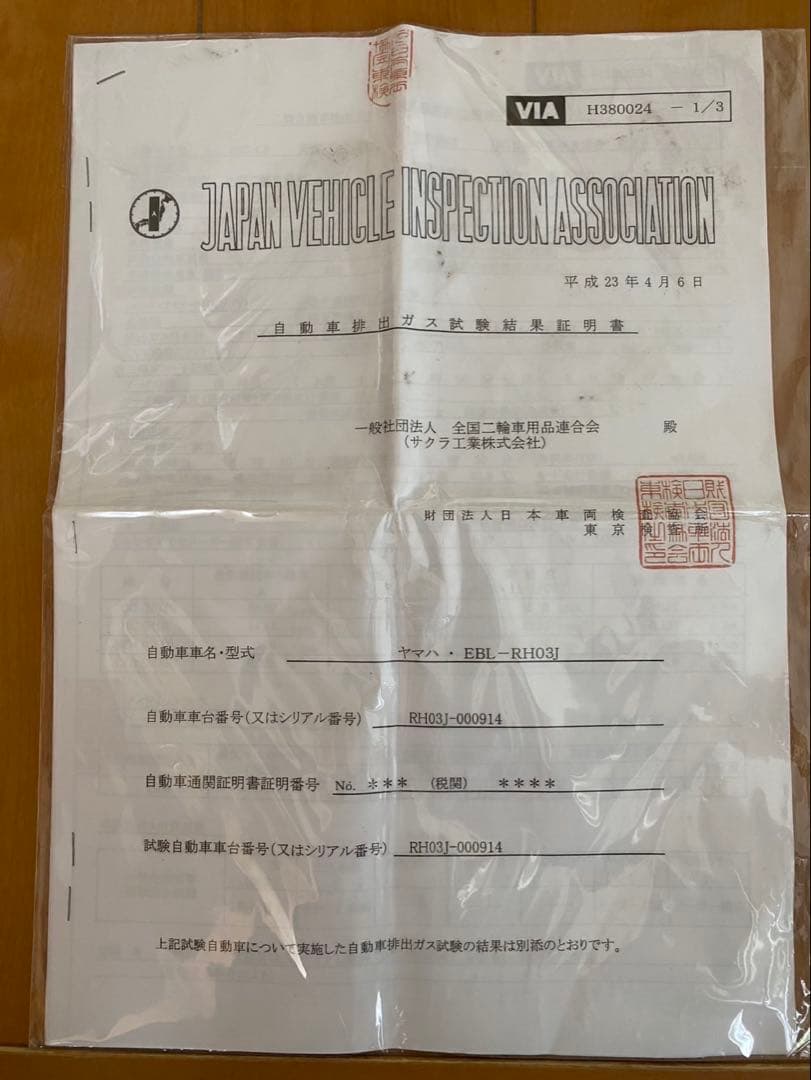 VIA H380024 - 1/3
JAPAN VEHICLE INSPECTION ASSOCIATION
平成23年4月6日
自動車排出ガス試験結果証明書
一般社団法人 全国二輪車用品連合会 殿
(サクラ工業株式会社)
財団法人日本車両検査協会
東京検査所
自動車車名・型式 ヤマハ・EBL-RH03J
自動車車台番号(又はシリアル番号) RH03J-000914
自動車通関証明書証明番号 No. *** (税関) ****
試験自動車車台番号(又はシリアル番号) RH03J-000914
上記試験自動車について実施した自動車排出ガス試験の結果は別添のとおりです。